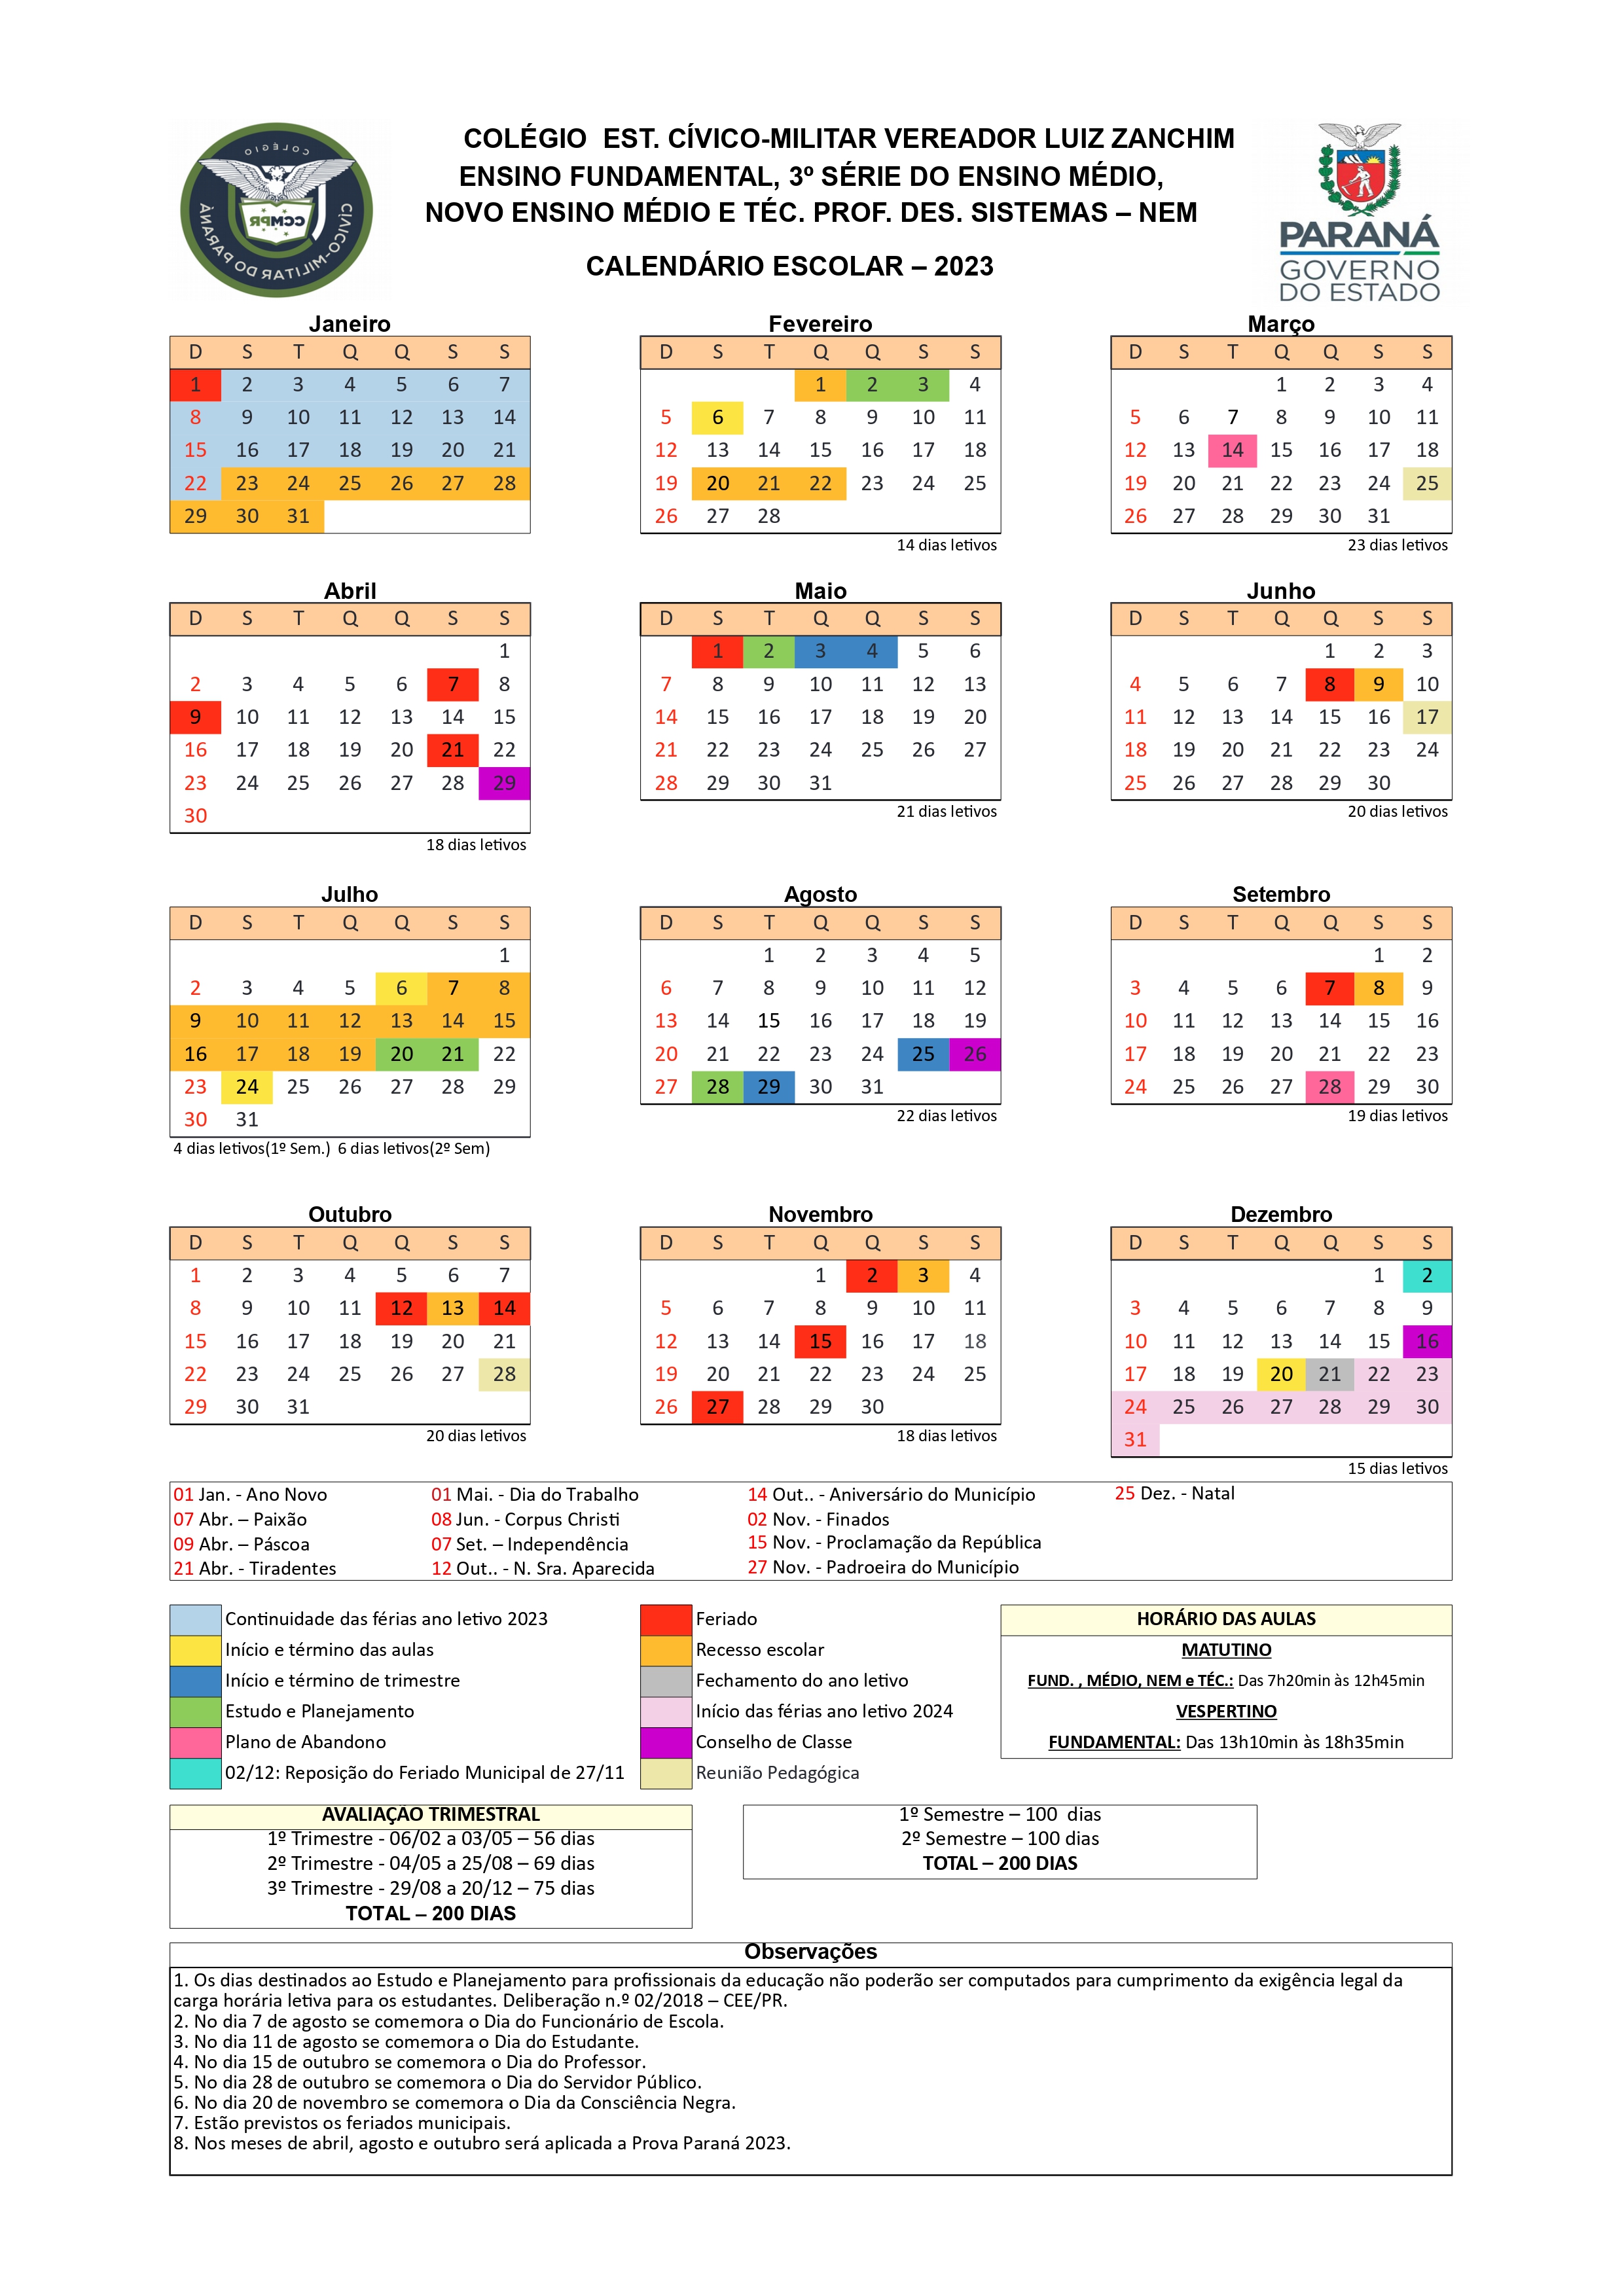 COLÉGIO EST. CÍVICO-MILITAR VEREADOR LUIZ ZANCHIM
ENSINO FUNDAMENTAL, 3º SÉRIE DO ENSINO MÉDIO,
NOVO ENSINO MÉDIO E TÉC. PROF. DES. SISTEMAS – NEM
CALENDÁRIO ESCOLAR – 2023
COLÉGIO
CCMPR
CÍVICO-MILITAR DO PARANÁ
PARANÁ
GOVERNO
DO ESTADO
Janeiro
D S T Q Q S S
1 2 3 4 5 6 7
8 9 10 11 12 13 14
15 16 17 18 19 20 21
22 23 24 25 26 27 28
29 30 31
Fevereiro
D S T Q Q S S
1 2 3 4
5 6 7 8 9 10 11
12 13 14 15 16 17 18
19 20 21 22 23 24 25
26 27 28
14 dias letivos
Março
D S T Q Q S S
1 2 3 4
5 6 7 8 9 10 11
12 13 14 15 16 17 18
19 20 21 22 23 24 25
26 27 28 29 30 31
23 dias letivos
Abril
D S T Q Q S S
1
2 3 4 5 6 7 8
9 10 11 12 13 14 15
16 17 18 19 20 21 22
23 24 25 26 27 28 29
30
18 dias letivos
Maio
D S T Q Q S S
1 2 3 4 5 6
7 8 9 10 11 12 13
14 15 16 17 18 19 20
21 22 23 24 25 26 27
28 29 30 31
21 dias letivos
Junho
D S T Q Q S S
1 2 3
4 5 6 7 8 9 10
11 12 13 14 15 16 17
18 19 20 21 22 23 24
25 26 27 28 29 30
20 dias letivos
Julho
D S T Q Q S S
1
2 3 4 5 6 7 8
9 10 11 12 13 14 15
16 17 18 19 20 21 22
23 24 25 26 27 28 29
30 31
4 dias letivos(1º Sem.) 6 dias letivos(2º Sem)
Agosto
D S T Q Q S S
1 2 3 4 5
6 7 8 9 10 11 12
13 14 15 16 17 18 19
20 21 22 23 24 25 26
27 28 29 30 31
22 dias letivos
Setembro
D S T Q Q S S
1 2
3 4 5 6 7 8 9
10 11 12 13 14 15 16
17 18 19 20 21 22 23
24 25 26 27 28 29 30
19 dias letivos
Outubro
D S T Q Q S S
1 2 3 4 5 6 7
8 9 10 11 12 13 14
15 16 17 18 19 20 21
22 23 24 25 26 27 28
29 30 31
20 dias letivos
Novembro
D S T Q Q S S
1 2 3 4
5 6 7 8 9 10 11
12 13 14 15 16 17 18
19 20 21 22 23 24 25
26 27 28 29 30
18 dias letivos
Dezembro
D S T Q Q S S
1 2
3 4 5 6 7 8 9
10 11 12 13 14 15 16
17 18 19 20 21 22 23
24 25 26 27 28 29 30
31
15 dias letivos
01 Jan. - Ano Novo
07 Abr. – Paixão
09 Abr. – Páscoa
21 Abr. - Tiradentes
01 Mai. - Dia do Trabalho
08 Jun. - Corpus Christi
07 Set. – Independência
12 Out.. - N. Sra. Aparecida
14 Out.. - Aniversário do Município
02 Nov. - Finados
15 Nov. - Proclamação da República
27 Nov. - Padroeira do Município
25 Dez. - Natal
Continuidade das férias ano letivo 2023
Início e término das aulas
Início e término de trimestre
Estudo e Planejamento
Plano de Abandono
02/12: Reposição do Feriado Municipal de 27/11
Feriado
Recesso escolar
Fechamento do ano letivo
Início das férias ano letivo 2024
Conselho de Classe
Reunião Pedagógica
HORÁRIO DAS AULAS
MATUTINO
FUND. , MÉDIO, NEM e TÉC.: Das 7h20min às 12h45min
VESPERTINO
FUNDAMENTAL: Das 13h10min às 18h35min
AVALIAÇÃO TRIMESTRAL
1º Trimestre - 06/02 a 03/05 – 56 dias
2º Trimestre - 04/05 a 25/08 – 69 dias
3º Trimestre - 29/08 a 20/12 – 75 dias
TOTAL – 200 DIAS
1º Semestre – 100 dias
2º Semestre – 100 dias
TOTAL – 200 DIAS
Observações
1. Os dias destinados ao Estudo e Planejamento para profissionais da educação não poderão ser computados para cumprimento da exigência legal da
carga horária letiva para os estudantes. Deliberação n.º 02/2018 – CEE/PR.
2. No dia 7 de agosto se comemora o Dia do Funcionário de Escola.
3. No dia 11 de agosto se comemora o Dia do Estudante.
4. No dia 15 de outubro se comemora o Dia do Professor.
5. No dia 28 de outubro se comemora o Dia do Servidor Público.
6. No dia 20 de novembro se comemora o Dia da Consciência Negra.
7. Estão previstos os feriados municipais.
8. Nos meses de abril, agosto e outubro será aplicada a Prova Paraná 2023.